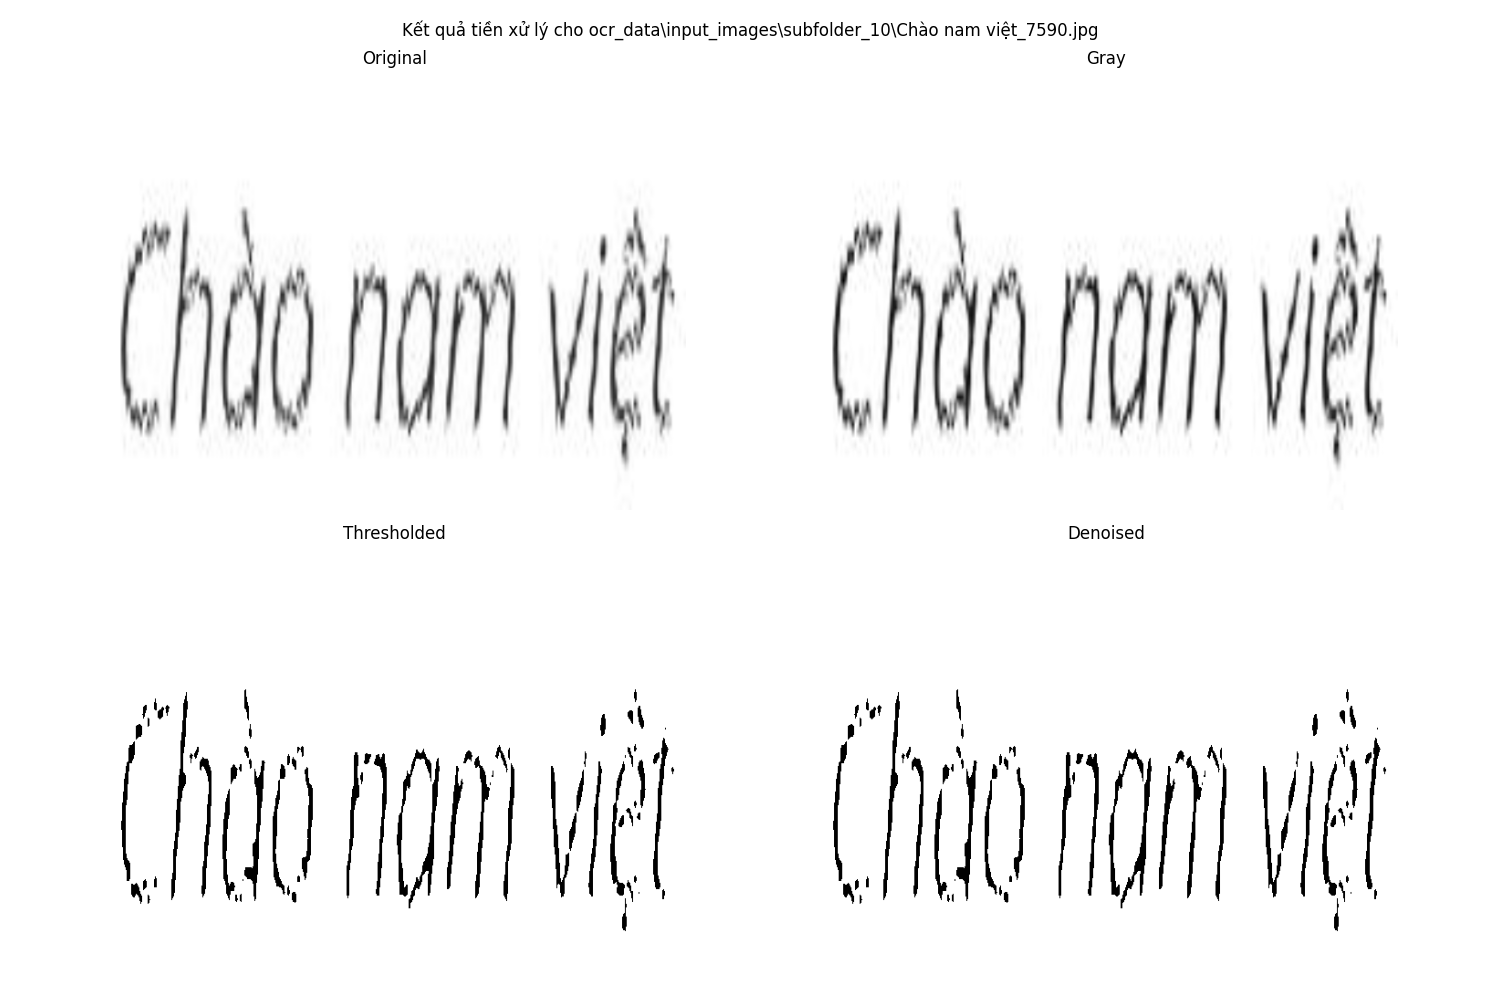 Kết quả tiền xử lý cho ocr_data\input_images\subfolder_10\Chào nam việt_7590.jpg
Original
Gray
Chào nam việt
Chào nam việt
Thresholded
Denoised
Chào nam việt
Chào nam việt